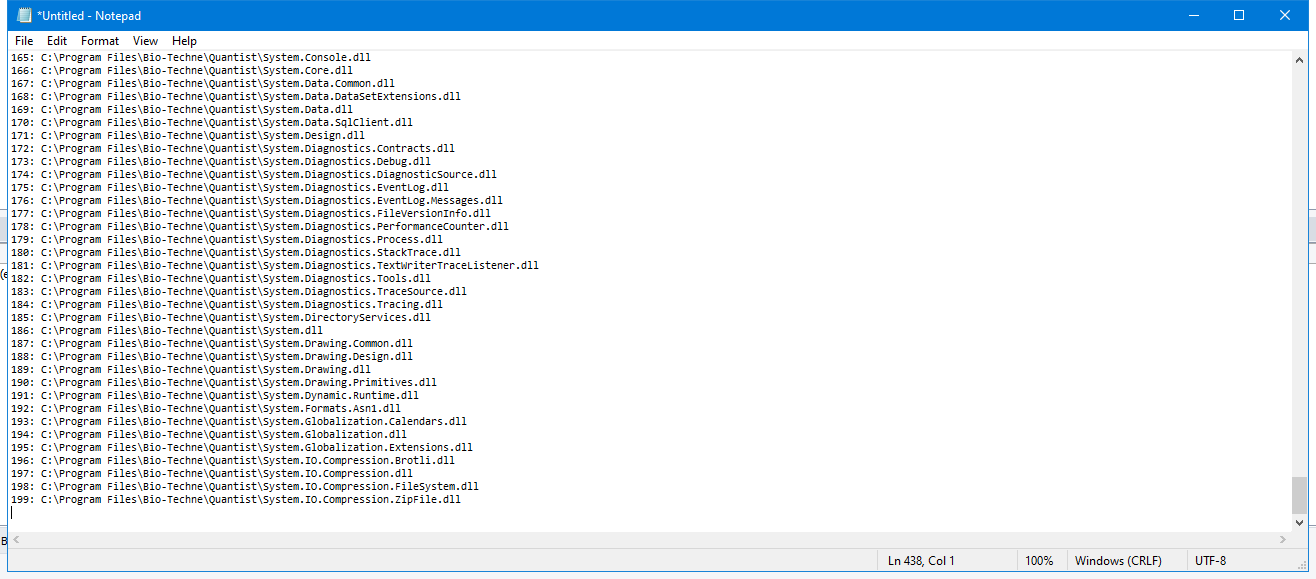 *Untitled - Notepad
File Edit Format View Help
165: C:\Program Files\Bio-Techne\Quantist\System.Console.dll
166: C:\Program Files\Bio-Techne\Quantist\System.Core.dll
167: C:\Program Files\Bio-Techne\Quantist\System.Data.Common.dll
168: C:\Program Files\Bio-Techne\Quantist\System.Data.DataSetExtensions.dll
169: C:\Program Files\Bio-Techne\Quantist\System.Data.dll
170: C:\Program Files\Bio-Techne\Quantist\System.Data.SqlClient.dll
171: C:\Program Files\Bio-Techne\Quantist\System.Design.dll
172: C:\Program Files\Bio-Techne\Quantist\System.Diagnostics.Contracts.dll
173: C:\Program Files\Bio-Techne\Quantist\System.Diagnostics.Debug.dll
174: C:\Program Files\Bio-Techne\Quantist\System.Diagnostics.DiagnosticSource.dll
175: C:\Program Files\Bio-Techne\Quantist\System.Diagnostics.EventLog.dll
176: C:\Program Files\Bio-Techne\Quantist\System.Diagnostics.EventLog.Messages.dll
177: C:\Program Files\Bio-Techne\Quantist\System.Diagnostics.FileVersionInfo.dll
178: C:\Program Files\Bio-Techne\Quantist\System.Diagnostics.PerformanceCounter.dll
179: C:\Program Files\Bio-Techne\Quantist\System.Diagnostics.Process.dll
180: C:\Program Files\Bio-Techne\Quantist\System.Diagnostics.StackTrace.dll
181: C:\Program Files\Bio-Techne\Quantist\System.Diagnostics.TextWriterTraceListener.dll
182: C:\Program Files\Bio-Techne\Quantist\System.Diagnostics.Tools.dll
183: C:\Program Files\Bio-Techne\Quantist\System.Diagnostics.TraceSource.dll
184: C:\Program Files\Bio-Techne\Quantist\System.Diagnostics.Tracing.dll
185: C:\Program Files\Bio-Techne\Quantist\System.DirectoryServices.dll
186: C:\Program Files\Bio-Techne\Quantist\System.dll
187: C:\Program Files\Bio-Techne\Quantist\System.Drawing.Common.dll
188: C:\Program Files\Bio-Techne\Quantist\System.Drawing.Design.dll
189: C:\Program Files\Bio-Techne\Quantist\System.Drawing.dll
190: C:\Program Files\Bio-Techne\Quantist\System.Drawing.Primitives.dll
191: C:\Program Files\Bio-Techne\Quantist\System.Dynamic.Runtime.dll
192: C:\Program Files\Bio-Techne\Quantist\System.Formats.Asn1.dll
193: C:\Program Files\Bio-Techne\Quantist\System.Globalization.Calendars.dll
194: C:\Program Files\Bio-Techne\Quantist\System.Globalization.dll
195: C:\Program Files\Bio-Techne\Quantist\System.Globalization.Extensions.dll
196: C:\Program Files\Bio-Techne\Quantist\System.IO.Compression.Brotli.dll
197: C:\Program Files\Bio-Techne\Quantist\System.IO.Compression.dll
198: C:\Program Files\Bio-Techne\Quantist\System.IO.Compression.FileSystem.dll
199: C:\Program Files\Bio-Techne\Quantist\System.IO.Compression.ZipFile.dll
Ln 438, Col 1 100% Windows (CRLF) UTF-8